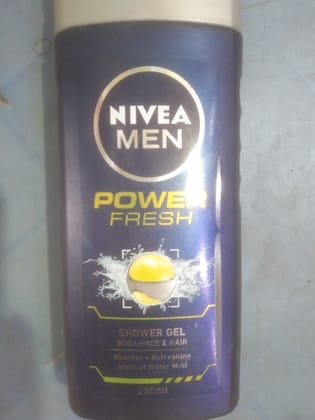 NIVEA
MEN
POWER
FRESH
SHOWER GEL
BODY, FACE & HAIR
Menthol & Refreshing
Scent of Water Mint
250ml